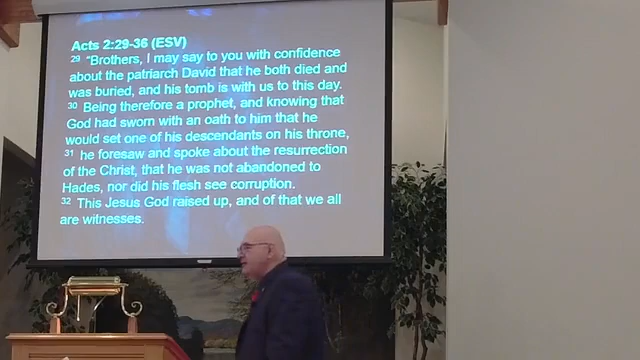 Acts 2:29-36 (ESV)
29 "Brothers, I may say to you with confidence
about the patriarch David that he both died and
was buried, and his tomb is with us to this day.
30 Being therefore a prophet, and knowing that
God had sworn with an oath to him that he
would set one of his descendants on his throne,
31 he foresaw and spoke about the resurrection
of the Christ, that he was not abandoned to
Hades, nor did his flesh see corruption.
32 This Jesus God raised up, and of that we all
are witnesses.